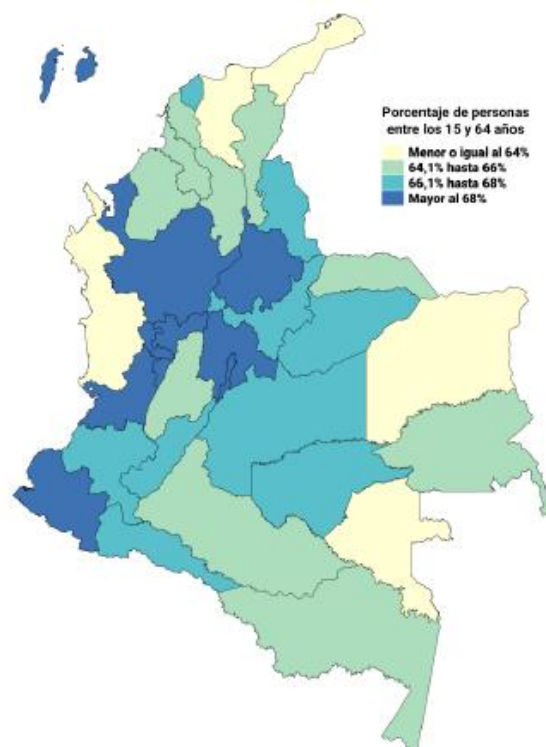 Porcentaje de personas
entre los 15 y 64 años
Menor o igual al 64%
64,1% hasta 66%
66,1% hasta 68%
Mayor al 68%